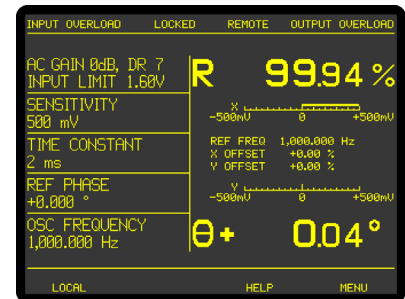 INPUT OVERLOAD LOCKED REMOTE OUTPUT OVERLOAD
AC GAIN 0dB, DR 7
INPUT LIMIT 1.60V
R 99.94 %
SENSITIVITY
500 mV
X
-500mV 0 +500mV
TIME CONSTANT
2 ms
REF FREQ 1,000.000 Hz
X OFFSET +0.00 %
Y OFFSET +0.00 %
REF PHASE
+0.000 °
Y
-500mV 0 +500mV
OSC FREQUENCY
1,000.000 Hz
θ+ 0.04°
LOCAL HELP MENU